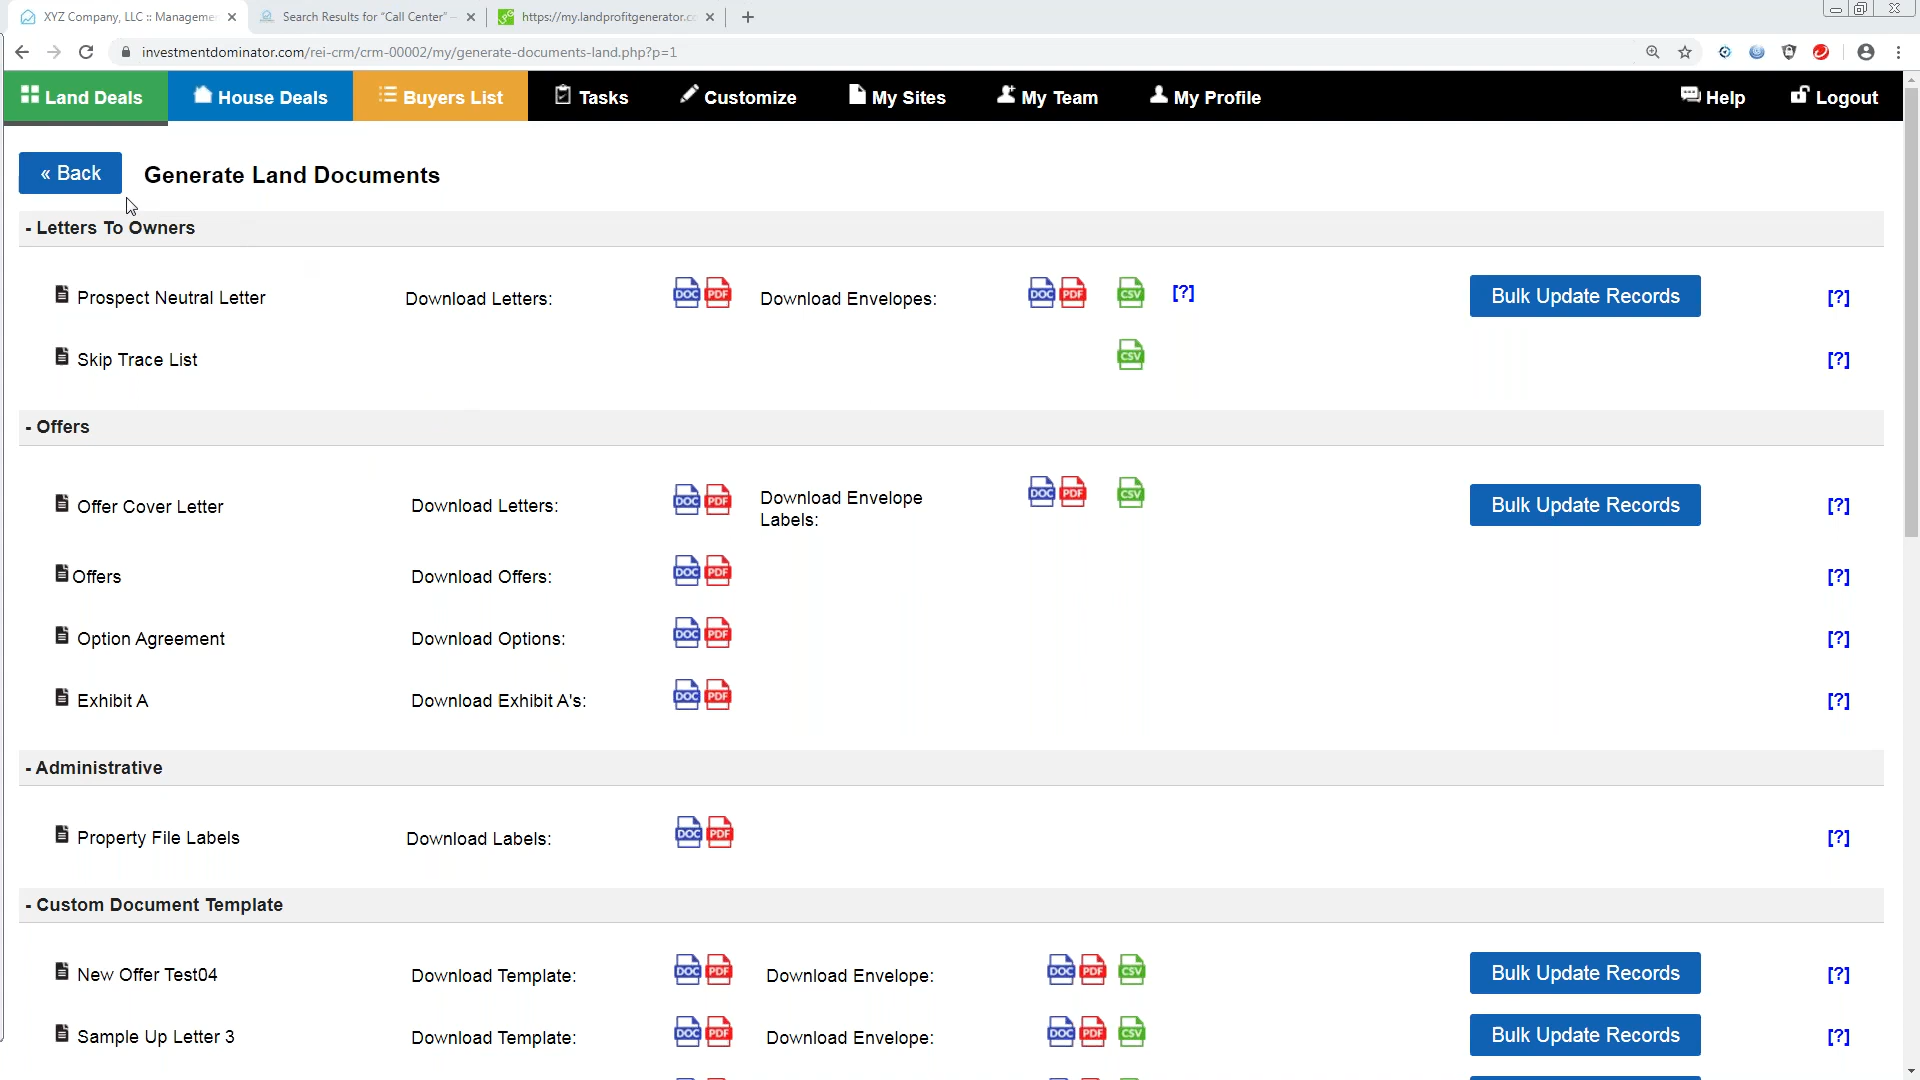 XYZ Company, LLC :: Managemen
Search Results for "Call Center" –
https://my.landprofitgenerator.co
investmentdominator.com/rei-crm/crm-00002/my/generate-documents-land.php?p=1
Land Deals
House Deals
Buyers List
Tasks
Customize
My Sites
My Team
My Profile
Help
Logout
« Back
Generate Land Documents
- Letters To Owners
Prospect Neutral Letter Download Letters: DOC PDF Download Envelopes: DOC PDF CSV [?] Bulk Update Records [?]
Skip Trace List CSV [?]
- Offers
Offer Cover Letter Download Letters: DOC PDF Download Envelope Labels: DOC PDF CSV Bulk Update Records [?]
Offers Download Offers: DOC PDF [?]
Option Agreement Download Options: DOC PDF [?]
Exhibit A Download Exhibit A's: DOC PDF [?]
- Administrative
Property File Labels Download Labels: DOC PDF [?]
- Custom Document Template
New Offer Test04 Download Template: DOC PDF Download Envelope: DOC PDF CSV Bulk Update Records [?]
Sample Up Letter 3 Download Template: DOC PDF Download Envelope: DOC PDF CSV Bulk Update Records [?]